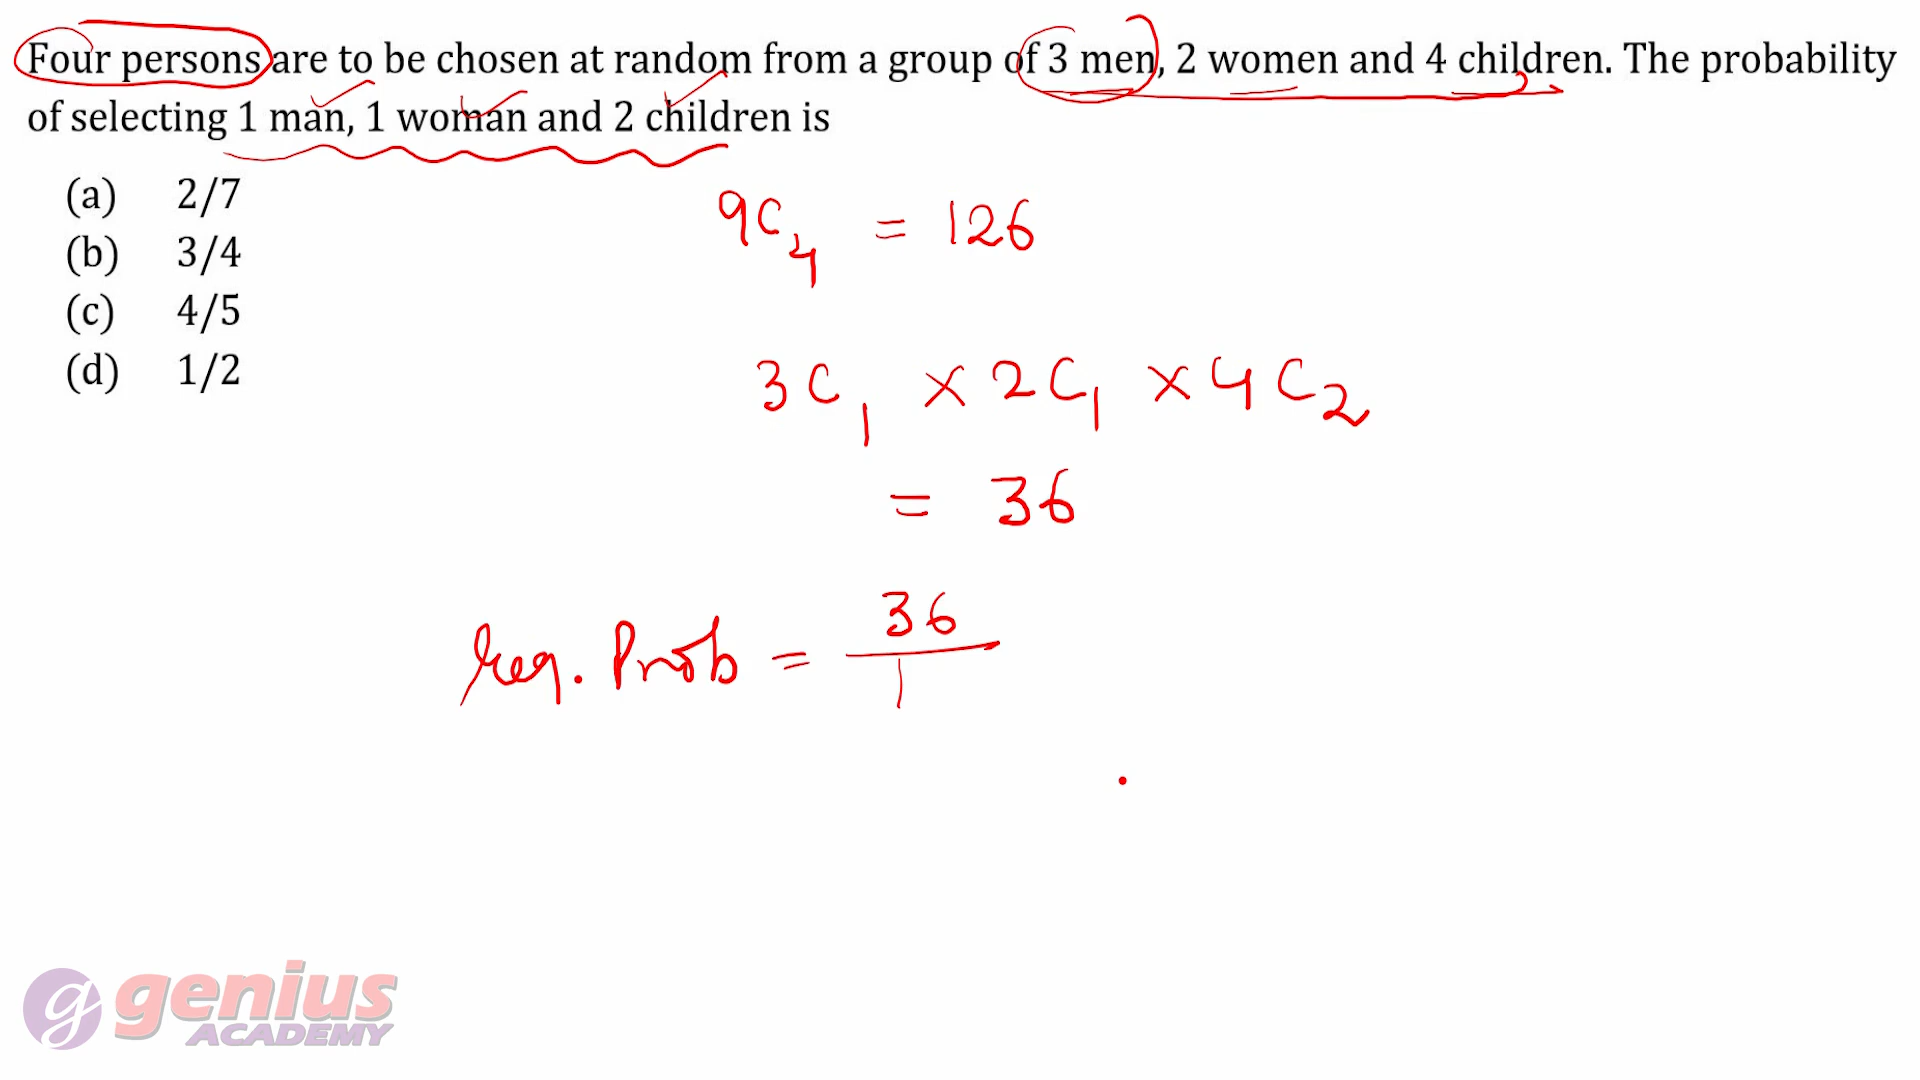 Four persons are to be chosen at random from a group of 3 men, 2 women and 4 children. The probability
of selecting 1 man, 1 woman and 2 children is
(a) 2/7
(b) 3/4
(c) 4/5
(d) 1/2
9C4 = 126
3C1 × 2C1 × 4C2
= 36
Req. Prob = 36
1
g genius
ACADEMY